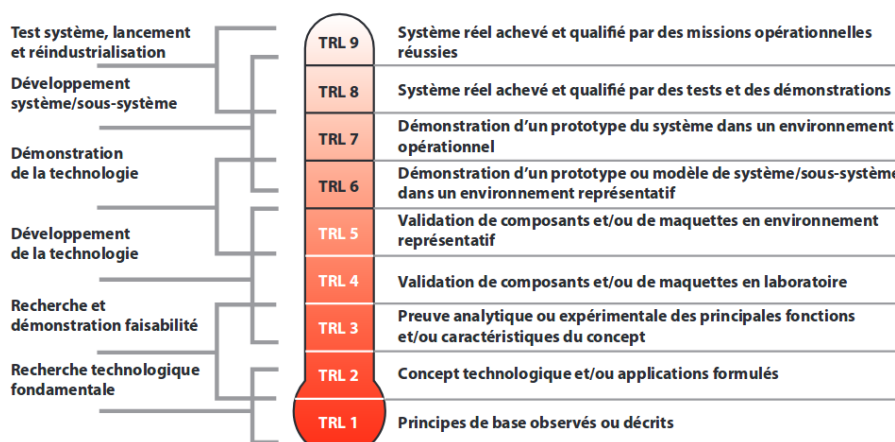 Test système, lancement
et réindustrialisation
TRL 9
Système réel achevé et qualifié par des missions opérationnelles
réussies
Développement
système/sous-système
TRL 8
Système réel achevé et qualifié par des tests et des démonstrations
TRL 7
Démonstration d’un prototype du système dans un environnement
opérationnel
Démonstration
de la technologie
TRL 6
Démonstration d’un prototype ou modèle de système/sous-système
dans un environnement représentatif
Développement
de la technologie
TRL 5
Validation de composants et/ou de maquettes en environnement
représentatif
TRL 4
Validation de composants et/ou de maquettes en laboratoire
Recherche et
démonstration faisabilité
TRL 3
Preuve analytique ou expérimentale des principales fonctions
et/ou caractéristiques du concept
Recherche technologique
fondamentale
TRL 2
Concept technologique et/ou applications formulés
TRL 1
Principes de base observés ou décrits